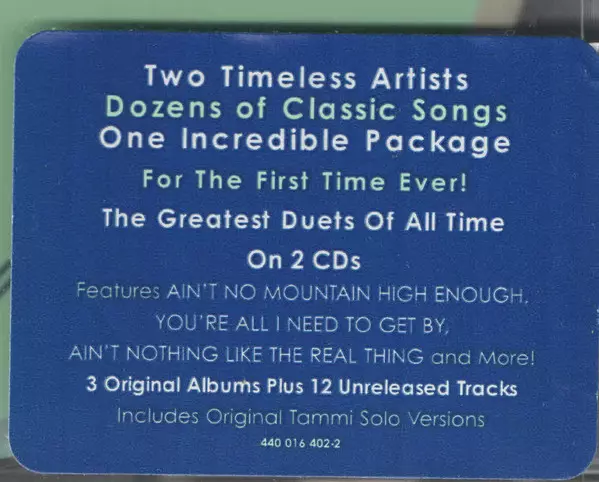 Two Timeless Artists
Dozens of Classic Songs
One Incredible Package
For The First Time Ever!
The Greatest Duets Of All Time
On 2 CDs
Features AIN'T NO MOUNTAIN HIGH ENOUGH,
YOU'RE ALL I NEED TO GET BY,
AIN'T NOTHING LIKE THE REAL THING and More!
3 Original Albums Plus 12 Unreleased Tracks
Includes Original Tammi Solo Versions
440 016 402-2